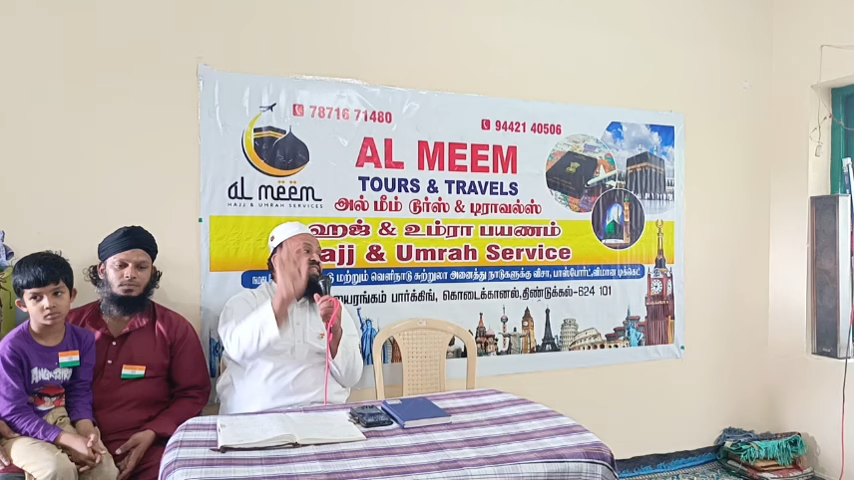 78716 71480
94421 40506
al meem
HAJJ & UMRAH SERVICES
AL MEEM
TOURS & TRAVELS
அல் மீம் டூர்ஸ் & டிராவல்ஸ்
ஹஜ் & உம்ரா பயணம்
ajj & Umrah Service
மற்றும் வெளிநாடு சுற்றுலா அனைத்து நாடுகளுக்கு விசா, பாஸ்போர்ட், விமான டிக்கெட்
பார்க்கிங், கொடைக்கானல், திண்டுக்கல்-624 101